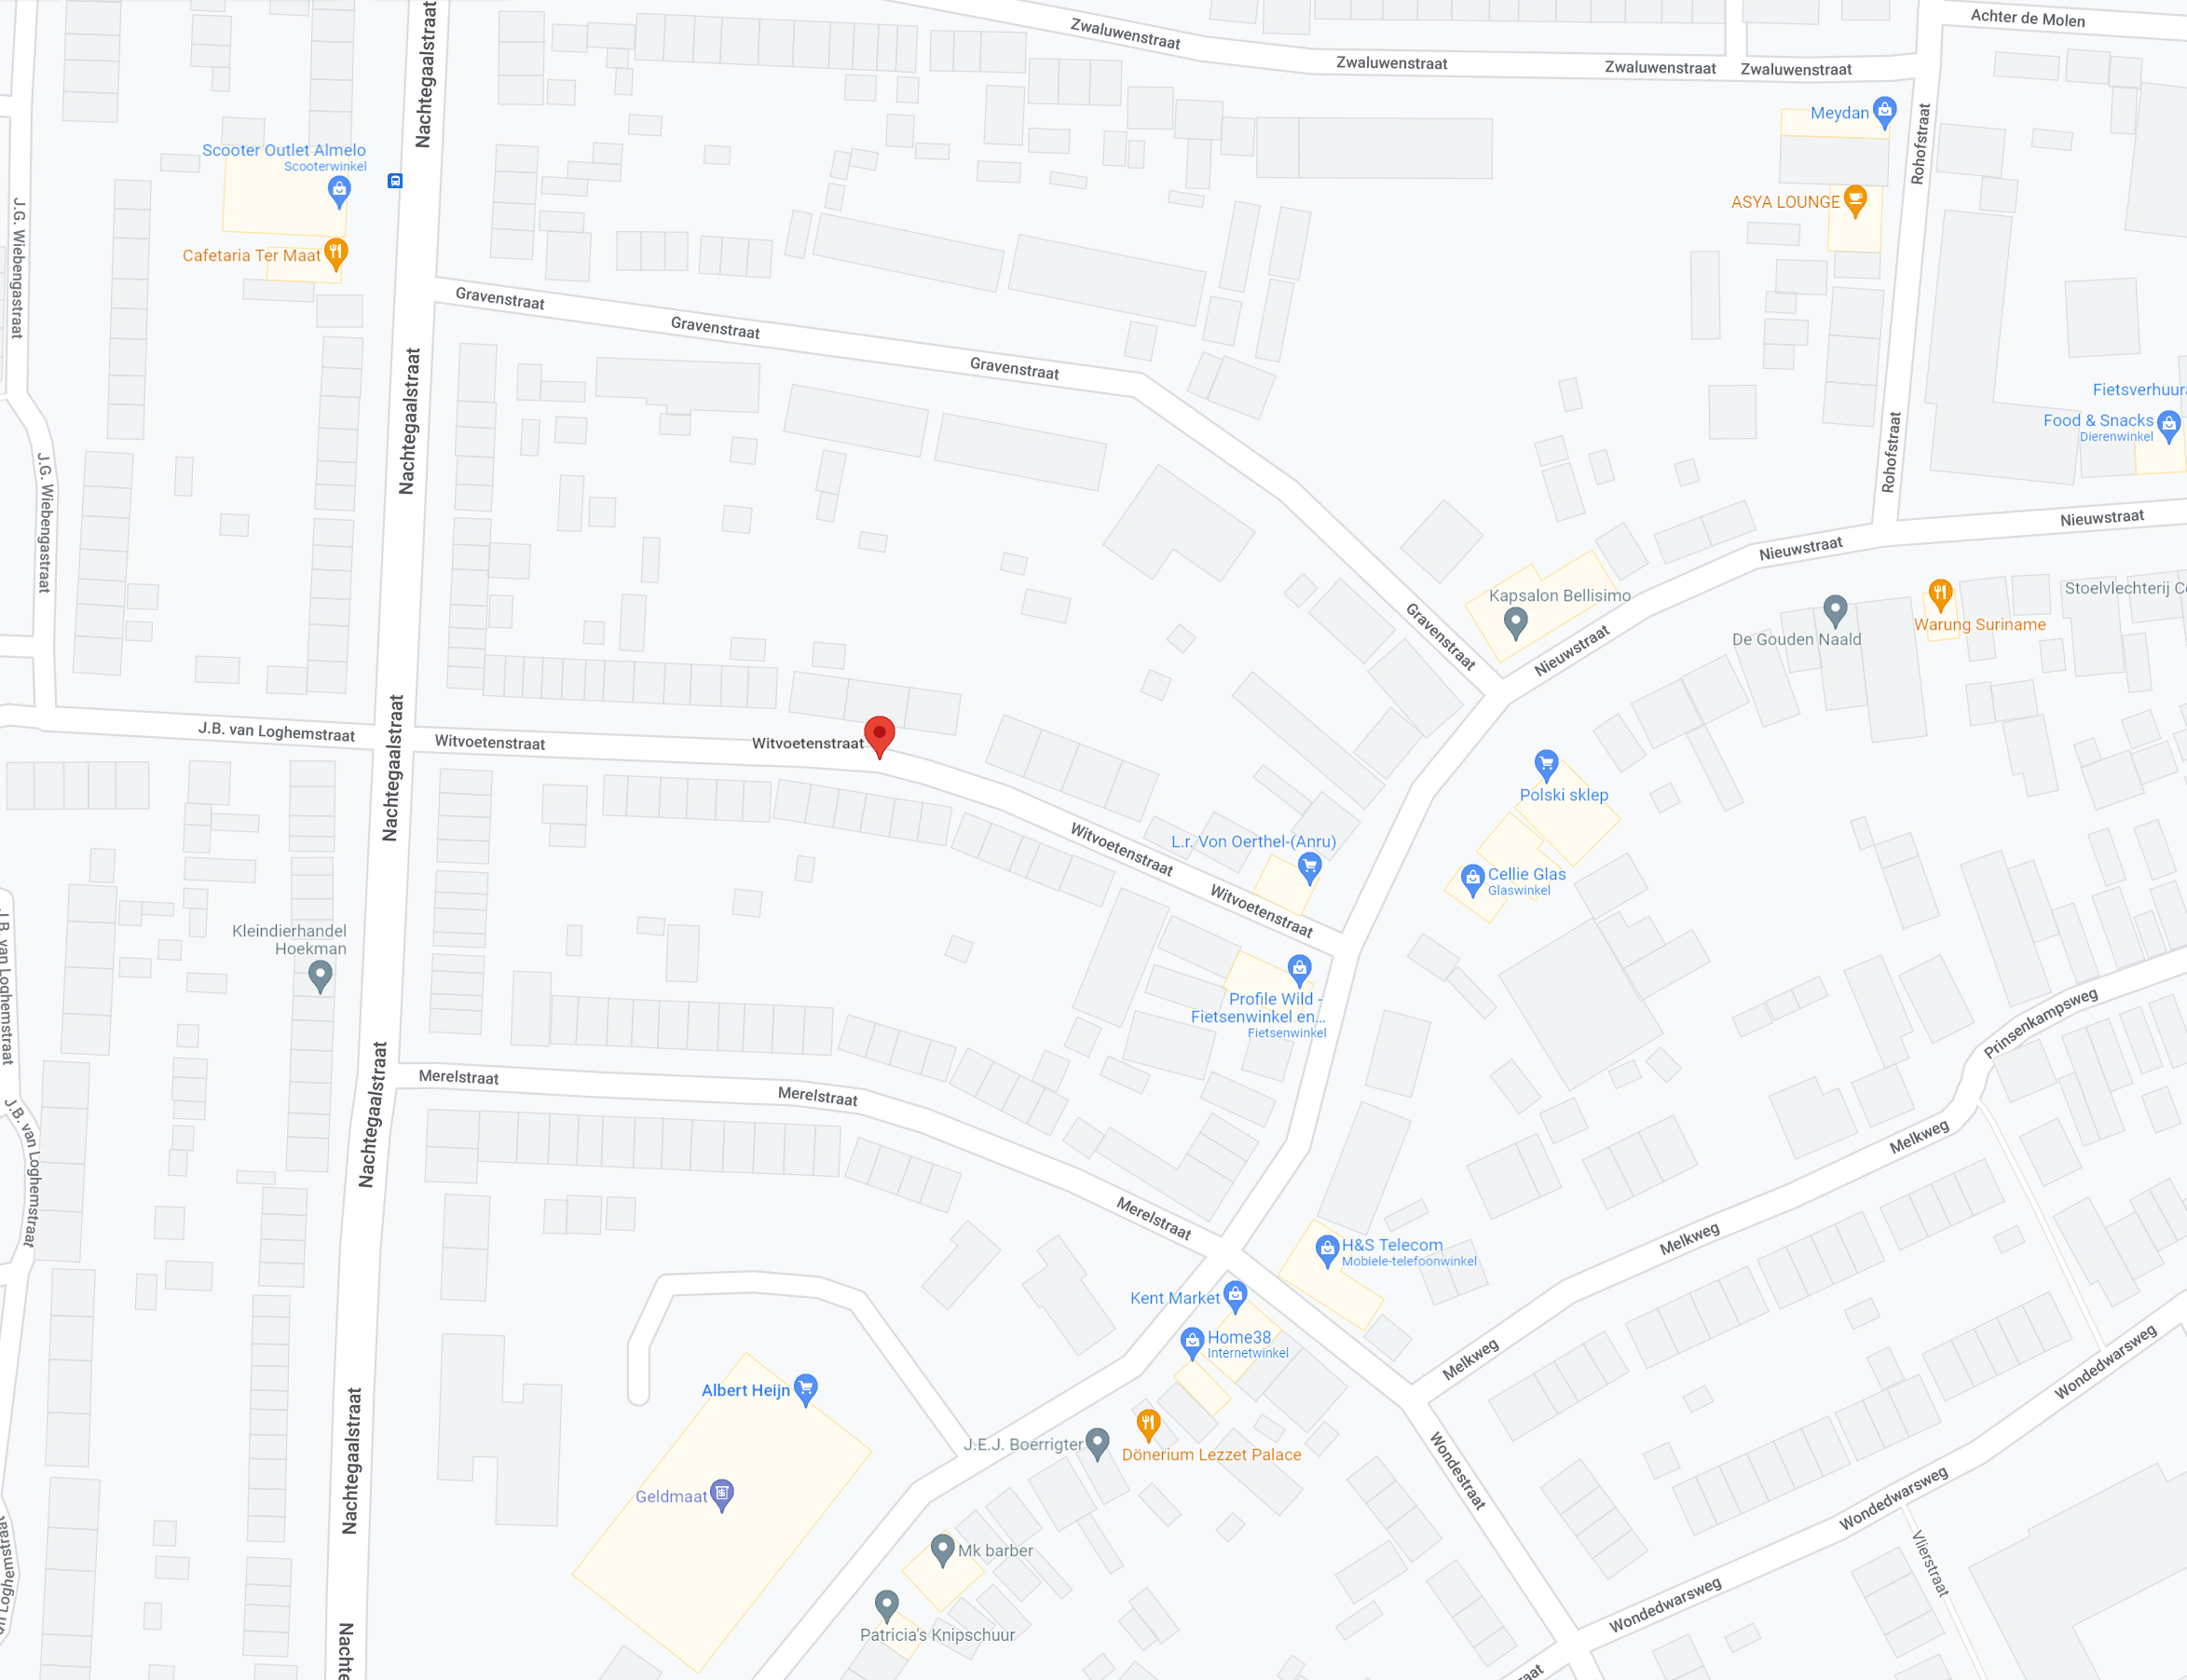 Achter de Molen
Zwaluwenstraat
Zwaluwenstraat
Zwaluwenstraat
Zwaluwenstraat
Nachtegaalstraat
Meydan
Rohofstraat
Scooter Outlet Almelo
Scooterwinkel
ASYA LOUNGE
Cafetaria Ter Maat
J.G. Wiebengastraat
Gravenstraat
Gravenstraat
Gravenstraat
Nachtegaalstraat
Food & Snacks
Dierenwinkel
Rohofstraat
J.G. Wiebengastraat
Nieuwstraat
Nieuwstraat
Kapsalon Bellisimo
Gravenstraat
Nieuwstraat
De Gouden Naald
Warung Suriname
Stoelvlechterij
J.B. van Loghemstraat
Nachtegaalstraat
Witvoetenstraat
Witvoetenstraat
Polski sklep
Witvoetenstraat
L.r. Von Oerthel-(Anru)
Cellie Glas
Glaswinkel
Witvoetenstraat
Kleindierhandel
Hoekman
J.B. van Loghemstraat
Profile Wild -
Fietsenwinkel en...
Fietsenwinkel
Prinsenkampsweg
Merelstraat
Merelstraat
Nachtegaalstraat
J.B. van Loghemstraat
Melkweg
Merelstraat
Melkweg
H&S Telecom
Mobiele-telefoonwinkel
Kent Market
Home38
Internetwinkel
Melkweg
Wondedwarsweg
Albert Heijn
Nachtegaalstraat
J.E.J. Boerrigter
Dönerium Lezzet Palace
Wondestraat
Geldmaat
Wondedwarsweg
Mk barber
Vlierstraat
Wondedwarsweg
Patricia's Knipschuur